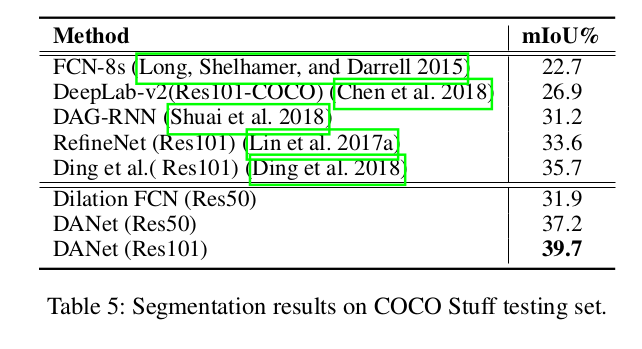 Method mIoU%
FCN-8s (Long, Shelhamer, and Darrell 2015) 22.7
DeepLab-v2(Res101-COCO) (Chen et al. 2018) 26.9
DAG-RNN (Shuai et al. 2018) 31.2
RefineNet (Res101) (Lin et al. 2017a) 33.6
Ding et al.( Res101) (Ding et al. 2018) 35.7
Dilation FCN (Res50) 31.9
DANet (Res50) 37.2
DANet (Res101) 39.7
Table 5: Segmentation results on COCO Stuff testing set.